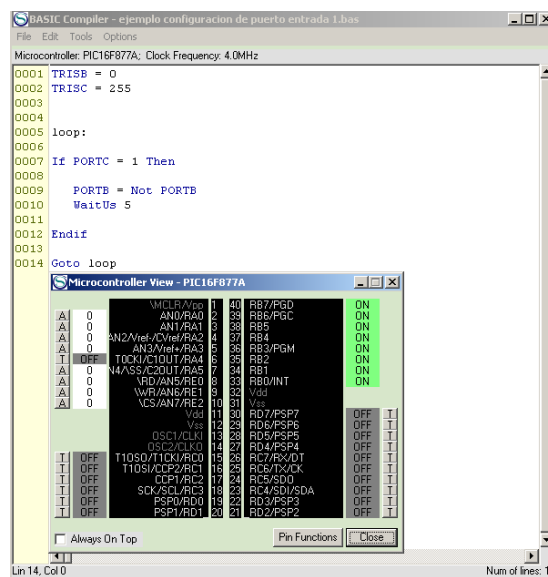 BASIC Compiler - ejemplo configuracion de puerto entrada 1.bas
File Edit Tools Options
Microcontroller: PIC16F877A; Clock Frequency: 4.0MHz
0001 TRISB = 0
0002 TRISC = 255
0003
0004
0005 loop:
0006
0007 If PORTC = 1 Then
0008
0009 PORTB = Not PORTB
0010 WaitUs 5
0011
0012 Endif
0013
0014 Goto loop
Microcontroller View - PIC16F877A
\MCLR/Vpp 1 40 RB7/PGD ON
A 0 AN0/RA0 2 39 RB6/PGC ON
A 0 AN1/RA1 3 38 RB5 ON
A 0 AN2/Vref-/CVref/RA2 4 37 RB4 ON
A 0 AN3/Vref+/RA3 5 36 RB3/PGM ON
T OFF T0CKI/C1OUT/RA4 6 35 RB2 ON
A 0 N4/\SS/C2OUT/RA5 7 34 RB1 ON
A 0 \RD/AN5/RE0 8 33 RB0/INT ON
A 0 \WR/AN6/RE1 9 32 Vdd
A 0 \CS/AN7/RE2 10 31 Vss
Vdd 11 30 RD7/PSP7 OFF T
Vss 12 29 RD6/PSP6 OFF T
OSC1/CLKI 13 28 RD5/PSP5 OFF T
OSC2/CLKO 14 27 RD4/PSP4 OFF T
T OFF T1OSO/T1CKI/RC0 15 26 RC7/RX/DT OFF T
T OFF T1OSI/CCP2/RC1 16 25 RC6/TX/CK OFF T
T OFF CCP1/RC2 17 24 RC5/SDO OFF T
T OFF SCK/SCL/RC3 18 23 RC4/SDI/SDA OFF T
T OFF PSP0/RD0 19 22 RD3/PSP3 OFF T
T OFF PSP1/RD1 20 21 RD2/PSP2 OFF T
Always On Top Pin Functions Close
Lin 14, Col 0 Num of lines: 1